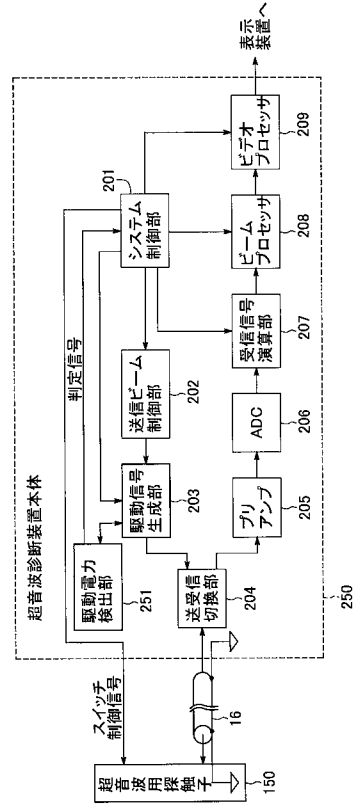 超音波診断装置本体
スイッチ
制御信号
判定信号
201
システム
制御部
駆動電力
検出部
251
駆動信号
生成部
203
送信ビーム
制御部
202
送受信
切換部
204
プリ
アンプ
205
ADC
206
受信信号
演算部
207
ビーム
プロセッサ
208
ビデオ
プロセッサ
209
表示
装置へ
超音波用探触子
150
16
250